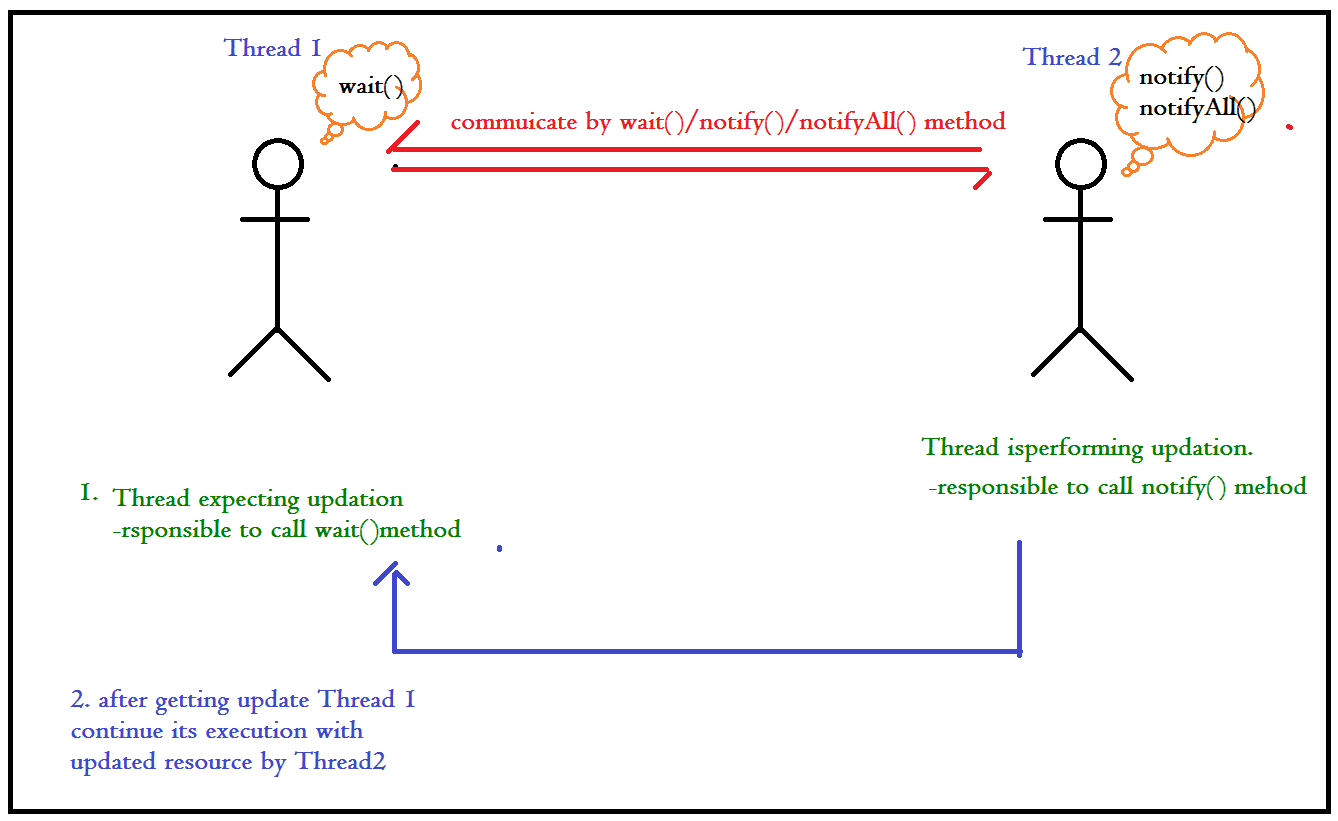 Thread 1
wait()
Thread 2
notify()
notifyAll()
commuicate by wait()/notify()/notifyAll() method
Thread isperforming updation.
-responsible to call notify() mehod
1. Thread expecting updation
-rsponsible to call wait()method
2. after getting update Thread 1
continue its execution with
updated resource by Thread2